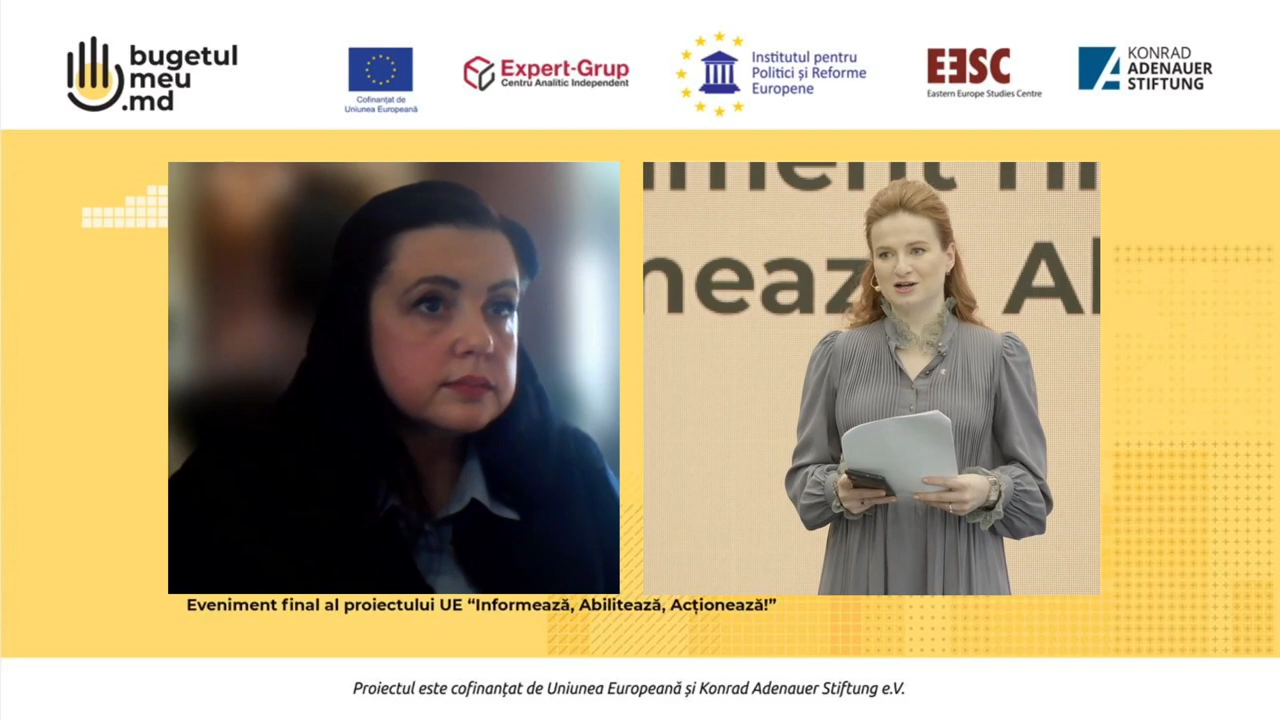 bugetul
meu
.md
Cofinanțat de
Uniunea Europeană
Expert-Grup
Centru Analitic Independent
Institutul pentru
Politici și Reforme
Europene
EESC
Eastern Europe Studies Centre
KONRAD
ADENAUER
STIFTUNG
Eveniment final al proiectului UE “Informează, Abilitează, Acționează!”
Proiectul este cofinanțat de Uniunea Europeană și Konrad Adenauer Stiftung e.V.